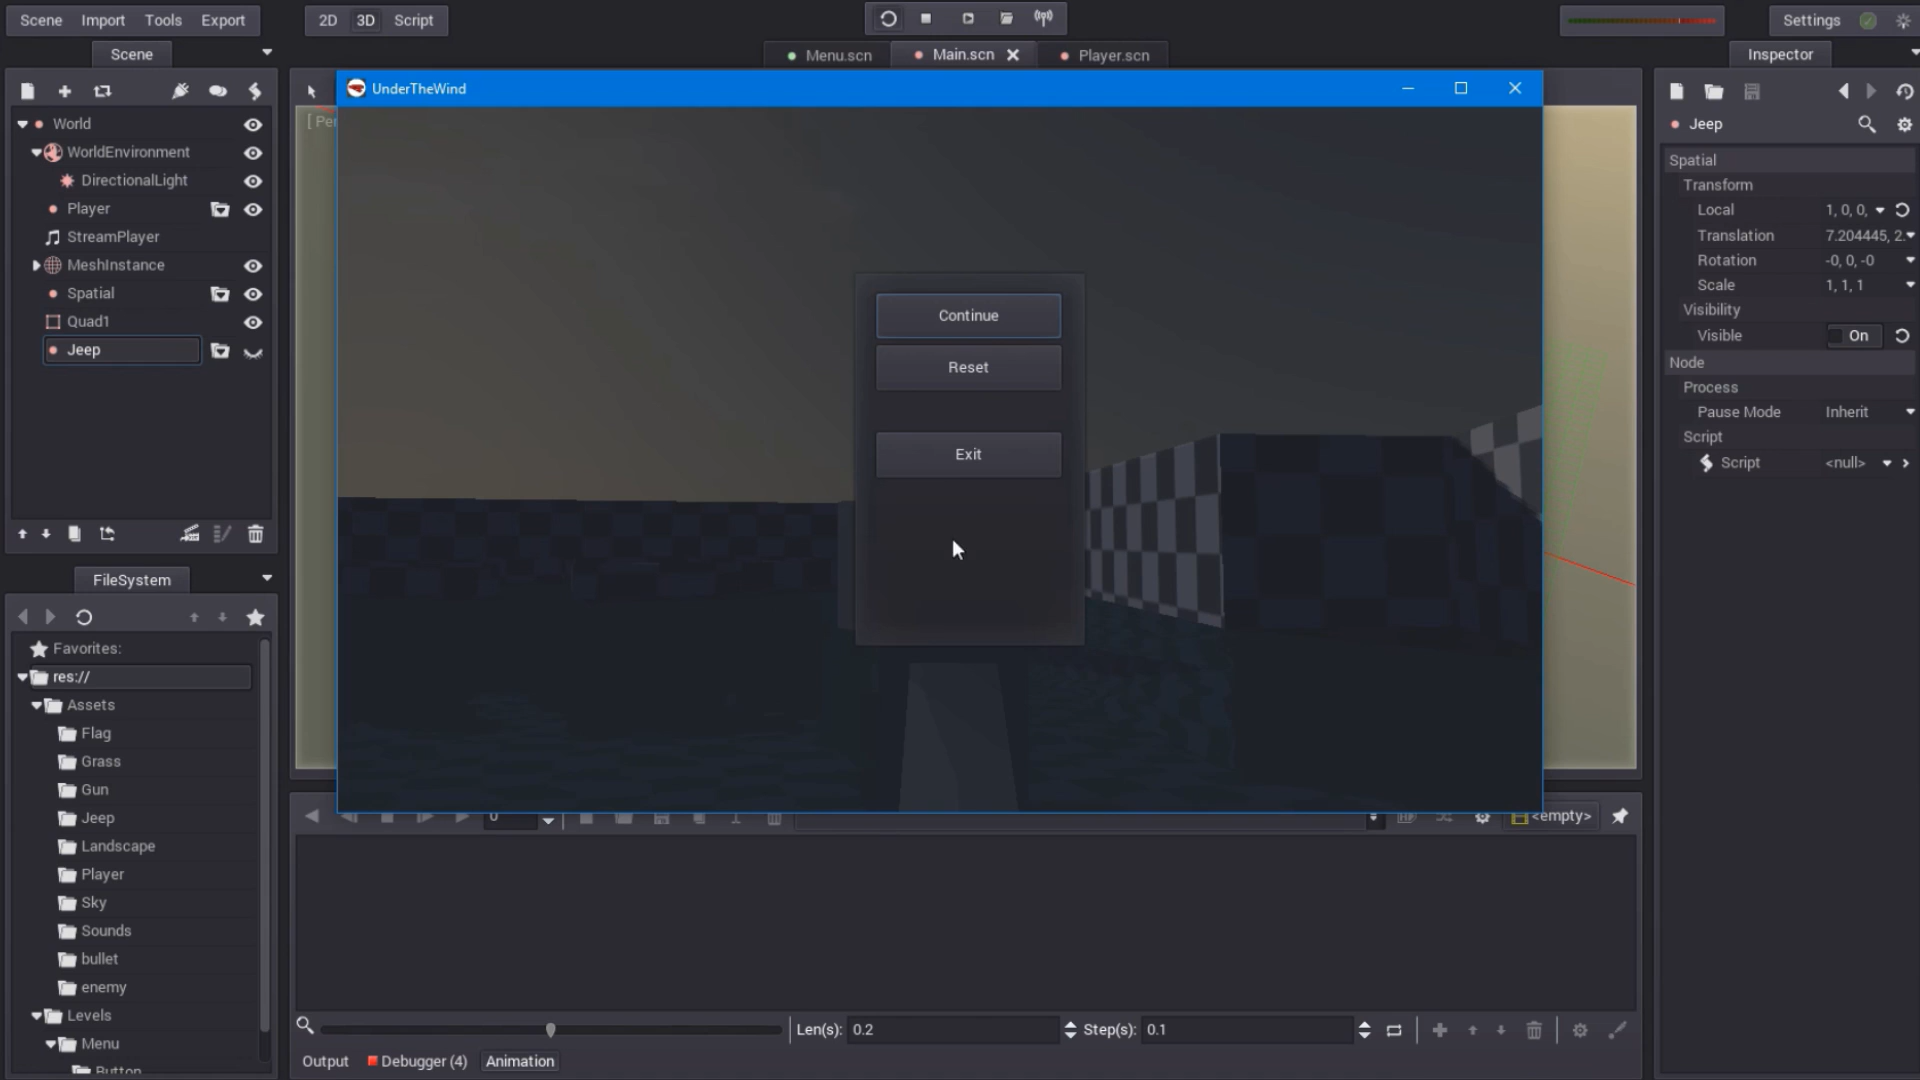 Scene Import Tools Export 2D 3D Script Settings
Scene Menu.scn Main.scn Player.scn Inspector
UnderTheWind
World
WorldEnvironment
DirectionalLight
Player
StreamPlayer
MeshInstance
Spatial
Quad1
Jeep
FileSystem
Favorites:
res://
Assets
Flag
Grass
Gun
Jeep
Landscape
Player
Sky
Sounds
bullet
enemy
Levels
Menu
Button
[ Per
Continue
Reset
Exit
0 <empty>
Len(s): 0.2 Step(s): 0.1
Output Debugger (4) Animation
Jeep
Spatial
Transform
Local 1, 0, 0,
Translation 7.204445, 2.
Rotation -0, 0, -0
Scale 1, 1, 1
Visibility
Visible On
Node
Process
Pause Mode Inherit
Script
Script <null>